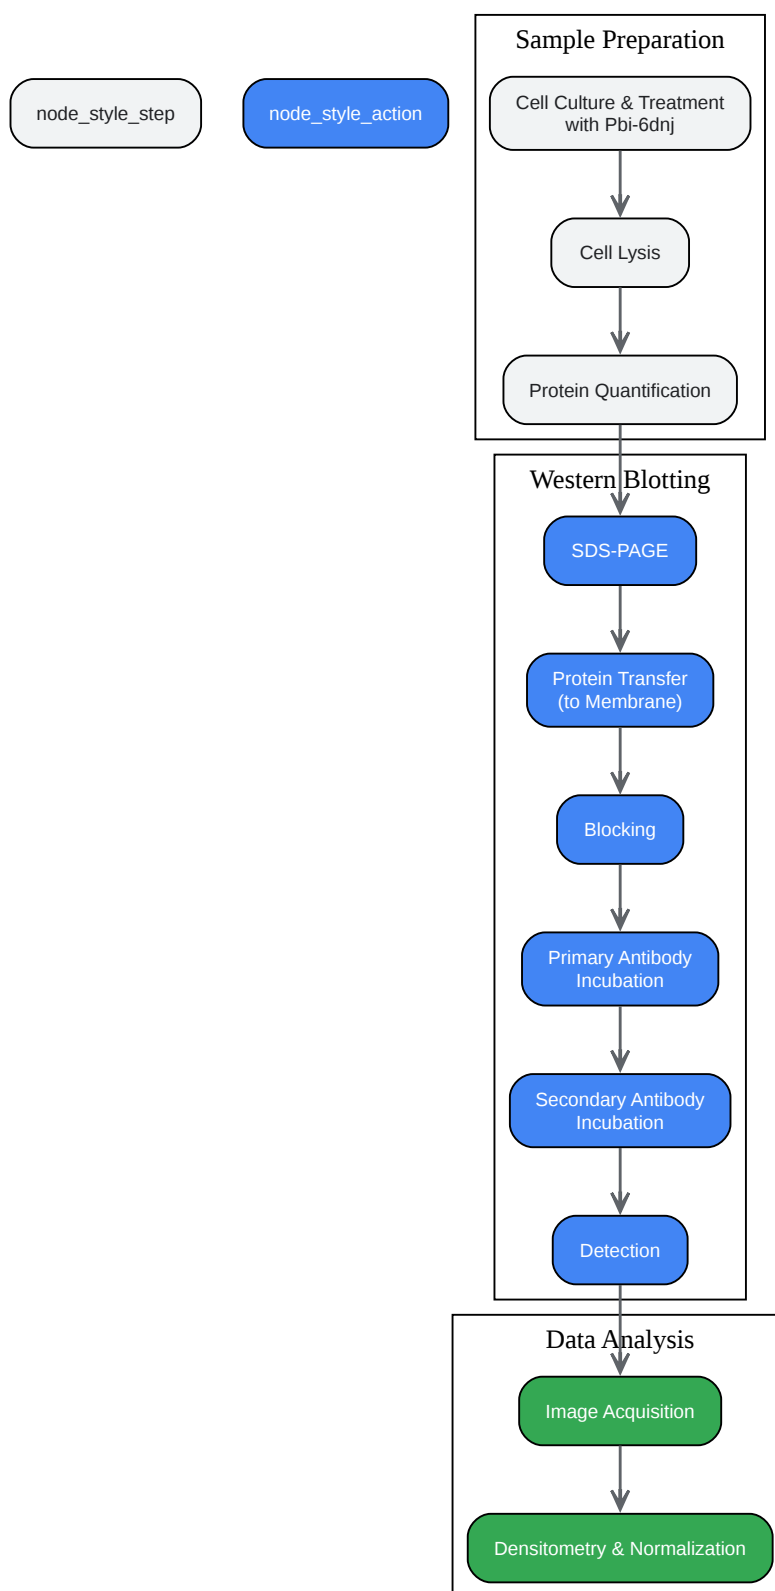 Sample Preparation
node_style_step
node_style_action
Cell Culture & Treatment
with Pbi-6dnj
Cell Lysis
Protein Quantification
Western Blotting
SDS-PAGE
Protein Transfer
(to Membrane)
Blocking
Primary Antibody
Incubation
Secondary Antibody
Incubation
Detection
Data Analysis
Image Acquisition
Densitometry & Normalization